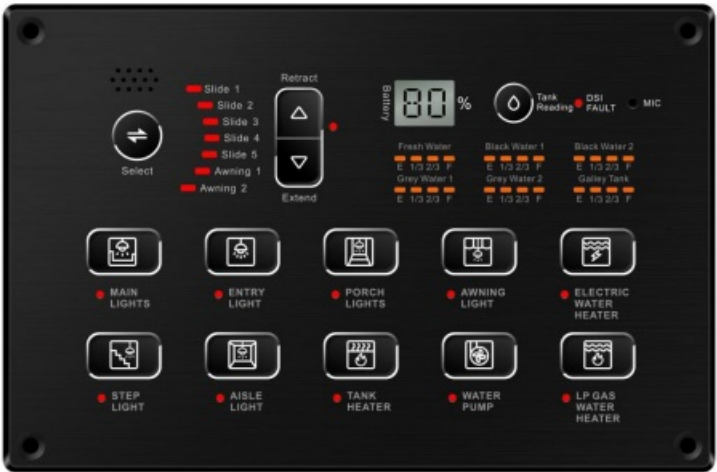 Retract
Slide 1
Slide 2
Slide 3
Slide 4
Slide 5
Awning 1
Awning 2
Select
Extend
Battery
80 %
Tank
Reading
DSI
FAULT
MIC
Fresh Water
E 1/3 2/3 F
Black Water 1
E 1/3 2/3 F
Black Water 2
E 1/3 2/3 F
Grey Water 1
E 1/3 2/3 F
Grey Water 2
E 1/3 2/3 F
Galley Tank
E 1/3 2/3 F
MAIN
LIGHTS
ENTRY
LIGHT
PORCH
LIGHTS
AWNING
LIGHT
ELECTRIC
WATER
HEATER
STEP
LIGHT
AISLE
LIGHT
TANK
HEATER
WATER
PUMP
LP GAS
WATER
HEATER